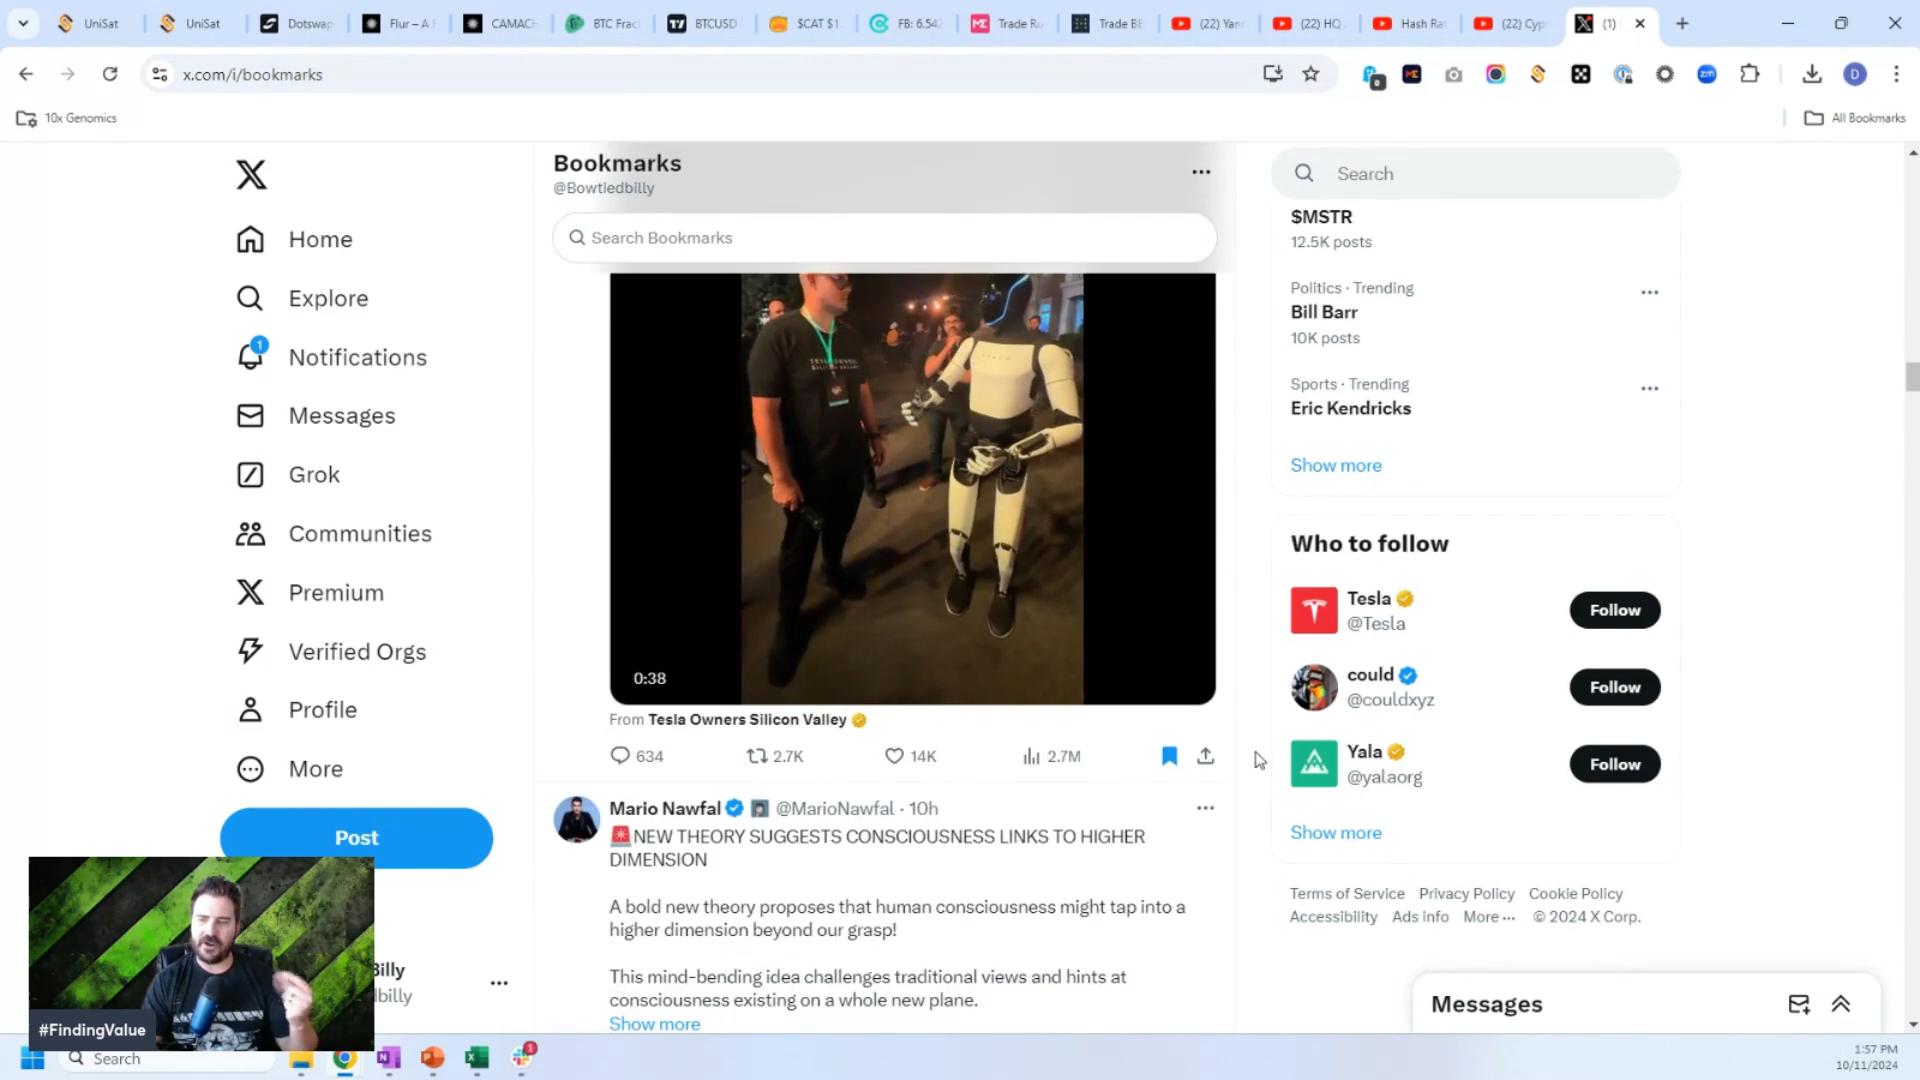 UniSat
UniSat
Dotswap
Flur – A F
CAMACH
BTC Frac
BTCUSD
$CAT $1.
FB: 6.542
Trade Ru
Trade BE
(22) Yan
(22) HQ
Hash Rat
(22) Cyp
(1)
x.com/i/bookmarks
D
10x Genomics
All Bookmarks
Bookmarks
@Bowtiedbilly
Search Bookmarks
Home
Explore
1
Notifications
Messages
Grok
Communities
Premium
Verified Orgs
Profile
More
Post
Billy
#FindingValue
0:38
From Tesla Owners Silicon Valley
634
2.7K
14K
2.7M
Mario Nawfal @MarioNawfal · 10h
NEW THEORY SUGGESTS CONSCIOUSNESS LINKS TO HIGHER
DIMENSION
A bold new theory proposes that human consciousness might tap into a
higher dimension beyond our grasp!
This mind-bending idea challenges traditional views and hints at
consciousness existing on a whole new plane.
Show more
Search
$MSTR
12.5K posts
Politics · Trending
Bill Barr
10K posts
Sports · Trending
Eric Kendricks
Show more
Who to follow
Tesla
@Tesla
Follow
could
@couldxyz
Follow
Yala
@yalaorg
Follow
Show more
Terms of Service Privacy Policy Cookie Policy
Accessibility Ads info More ··· © 2024 X Corp.
Messages
Search
1
1:57 PM
10/11/2024